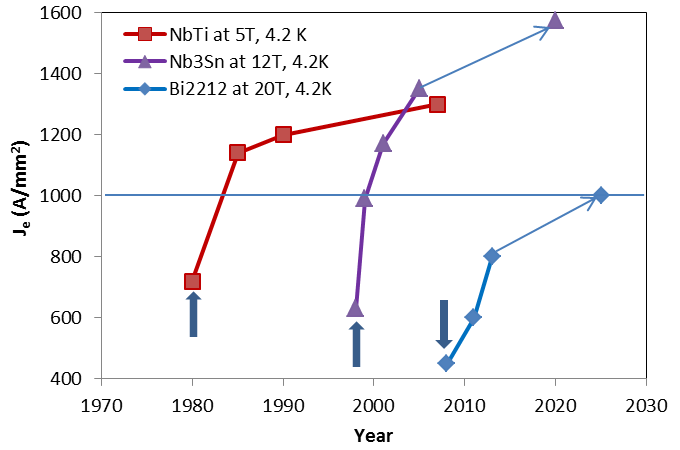 1600
1400
1200
1000
800
600
400
Je (A/mm²)
NbTi at 5T, 4.2 K
Nb3Sn at 12T, 4.2K
Bi2212 at 20T, 4.2K
1970 1980 1990 2000 2010 2020 2030
Year